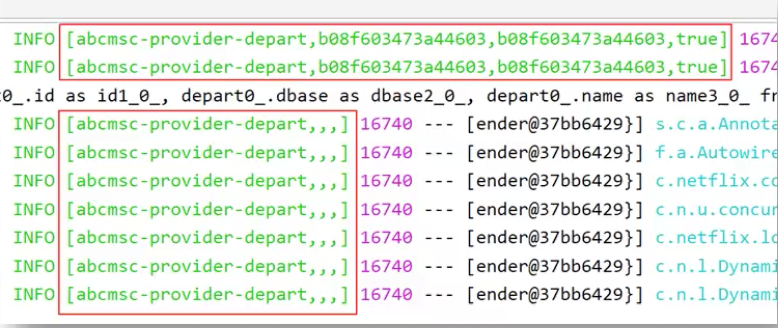 INFO [abcmsc-provider-depart,b08f603473a44603,b08f603473a44603,true] 1674
INFO [abcmsc-provider-depart,b08f603473a44603,b08f603473a44603,true] 1674
t0_.id as id1_0_, depart0_.dbase as dbase2_0_, depart0_.name as name3_0_ fr
INFO [abcmsc-provider-depart,,,] 16740 --- [ender@37bb6429}] s.c.a.Annota
INFO [abcmsc-provider-depart,,,] 16740 --- [ender@37bb6429}] f.a.Autowire
INFO [abcmsc-provider-depart,,,] 16740 --- [ender@37bb6429}] c.netflix.co
INFO [abcmsc-provider-depart,,,] 16740 --- [ender@37bb6429}] c.n.u.concur
INFO [abcmsc-provider-depart,,,] 16740 --- [ender@37bb6429}] c.netflix.lo
INFO [abcmsc-provider-depart,,,] 16740 --- [ender@37bb6429}] c.n.l.Dynami
INFO [abcmsc-provider-depart,,,] 16740 --- [ender@37bb6429}] c.n.l.Dynami